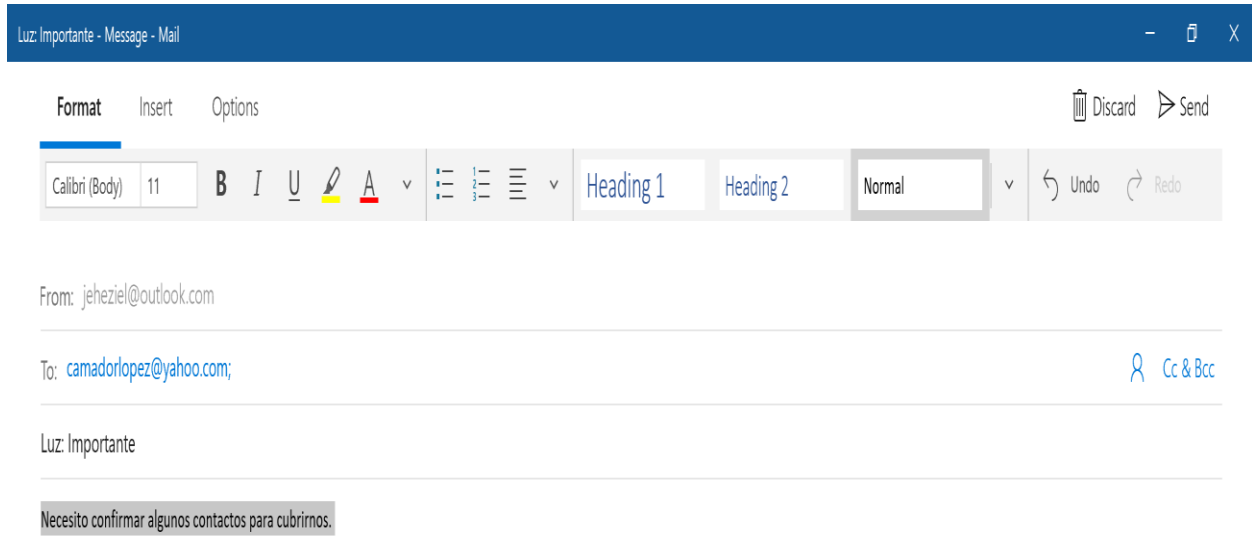 Luz: Importante - Message - Mail
Format Insert Options Discard Send
Calibri (Body) 11 B I U A Heading 1 Heading 2 Normal Undo Redo
From: jeheziel@outlook.com
To: camadorlopez@yahoo.com; Cc & Bcc
Luz: Importante
Necesito confirmar algunos contactos para cubrirnos.